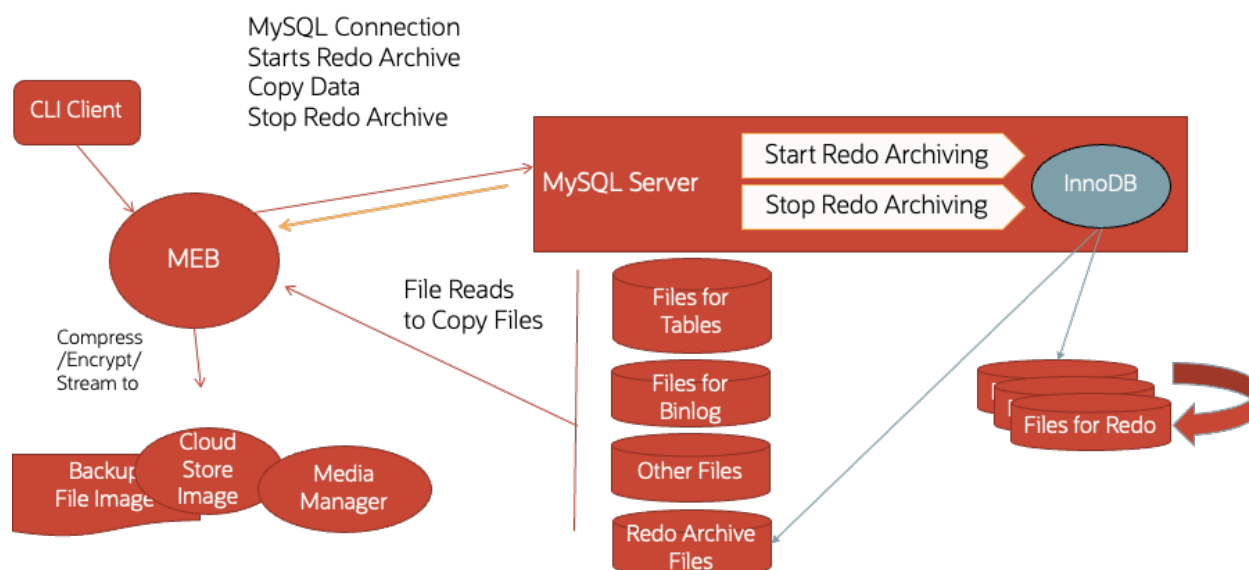 MySQL Connection
Starts Redo Archive
Copy Data
Stop Redo Archive
CLI Client
MySQL Server
Start Redo Archiving
Stop Redo Archiving
InnoDB
MEB
File Reads
to Copy Files
Files for
Tables
Files for
Binlog
Other Files
Redo Archive
Files
Files for Redo
Compress
/Encrypt/
Stream to
Backup
File Image
Cloud
Store
Image
Media
Manager